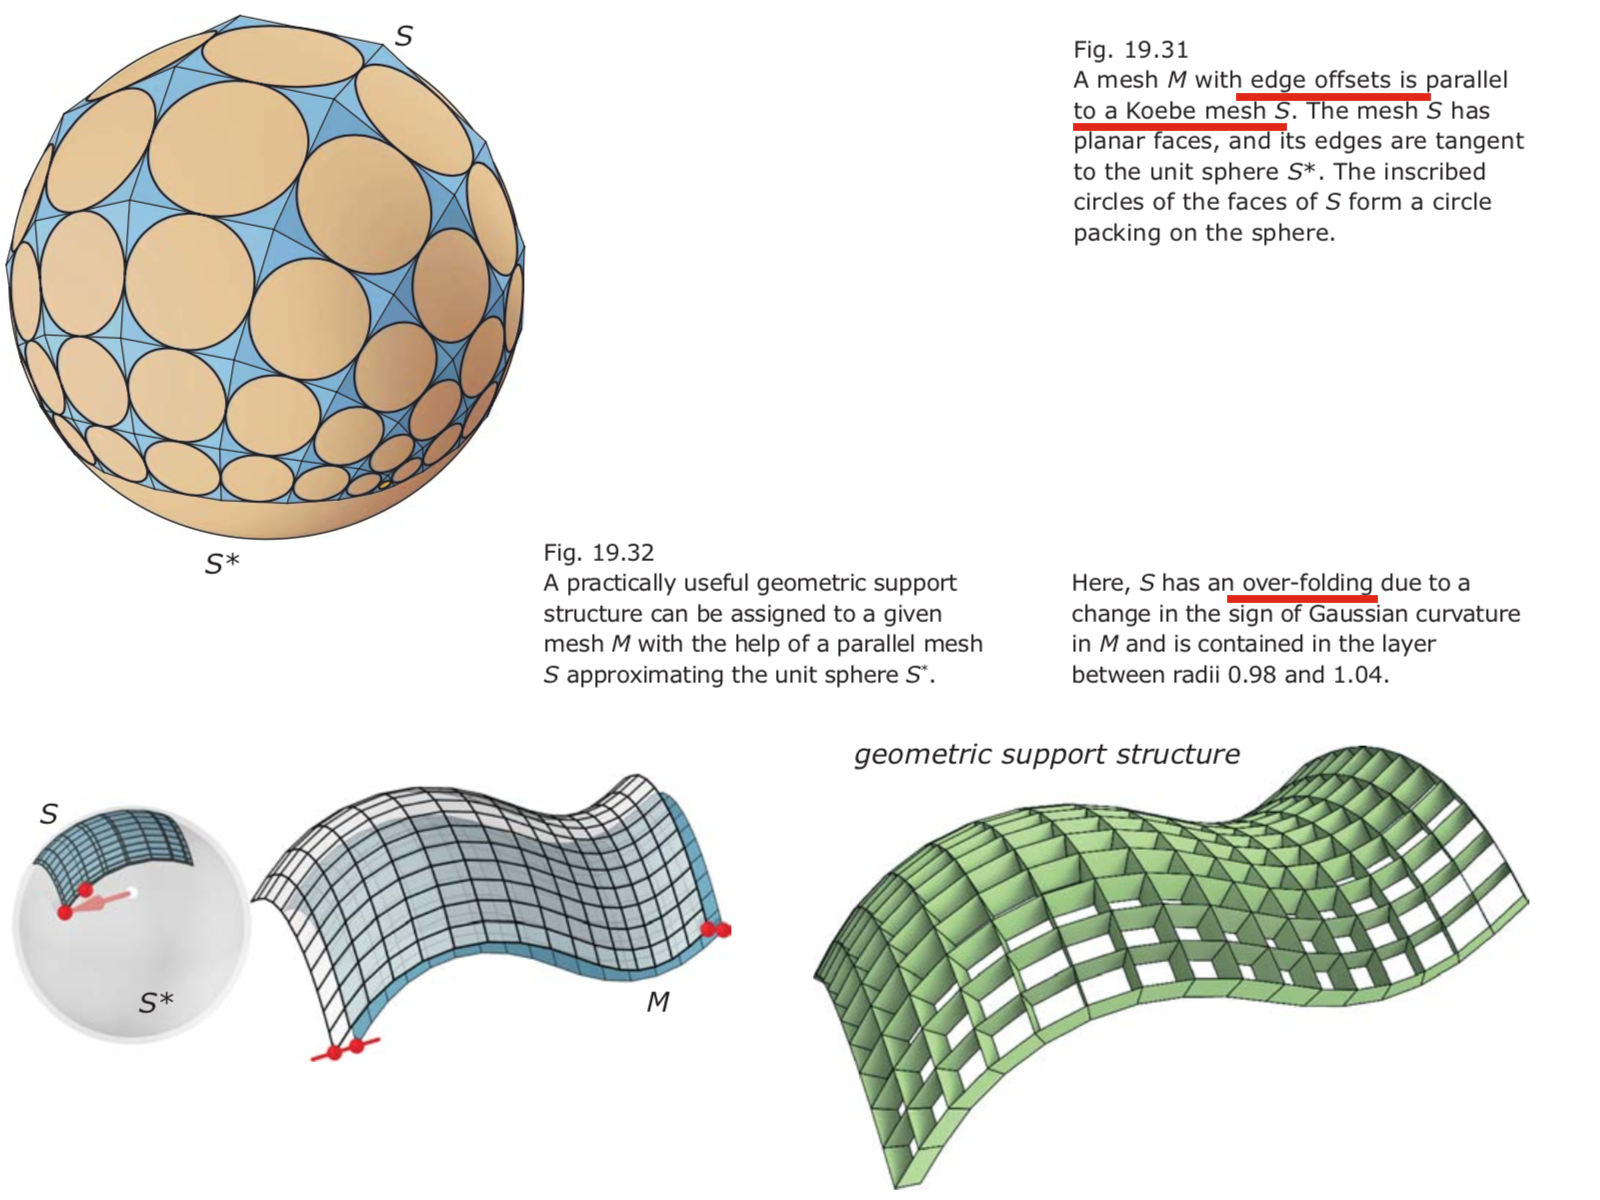 S
Fig. 19.31
A mesh M with edge offsets is parallel
to a Koebe mesh S. The mesh S has
planar faces, and its edges are tangent
to the unit sphere S*. The inscribed
circles of the faces of S form a circle
packing on the sphere.
S*
Fig. 19.32
A practically useful geometric support
structure can be assigned to a given
mesh M with the help of a parallel mesh
S approximating the unit sphere S*.
Here, S has an over-folding due to a
change in the sign of Gaussian curvature
in M and is contained in the layer
between radii 0.98 and 1.04.
geometric support structure
S
S*
M